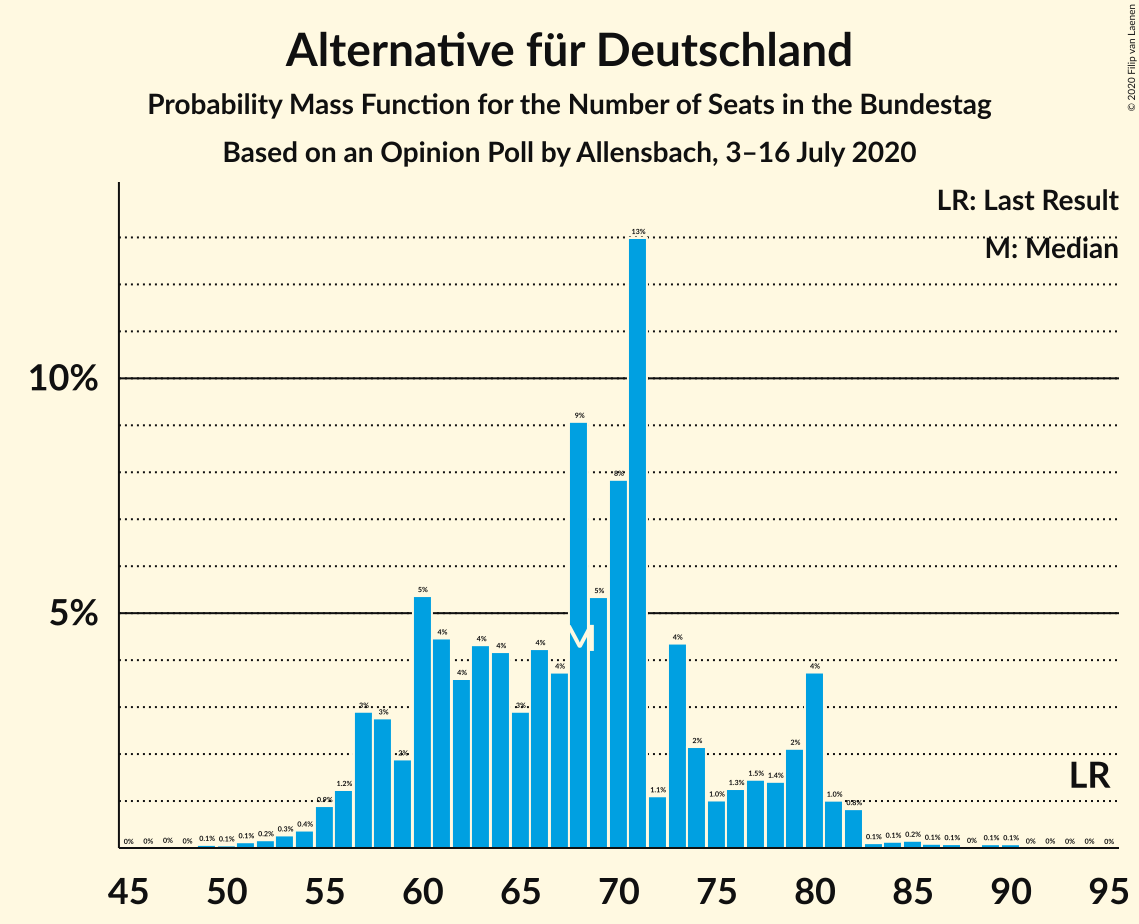 Alternative für Deutschland
Probability Mass Function for the Number of Seats in the Bundestag
Based on an Opinion Poll by Allensbach, 3–16 July 2020
© 2020 Filip van Laenen
LR: Last Result
M: Median
13%
10%
9%
8%
5%
5%
5%
4%
4%
4%
4%
4%
4%
4%
M
4%
3%
3%
3%
2%
2%
2%
LR
1.2%
1.1%
1.0%
1.3%
1.5%
1.4%
1.0%
0.9%
0.8%
0% 0% 0% 0% 0.1% 0.1% 0.1% 0.2% 0.3% 0.4%
0.1% 0.1% 0.2% 0.1% 0.1% 0% 0.1% 0.1% 0% 0% 0% 0% 0%
45 50 55 60 65 70 75 80 85 90 95